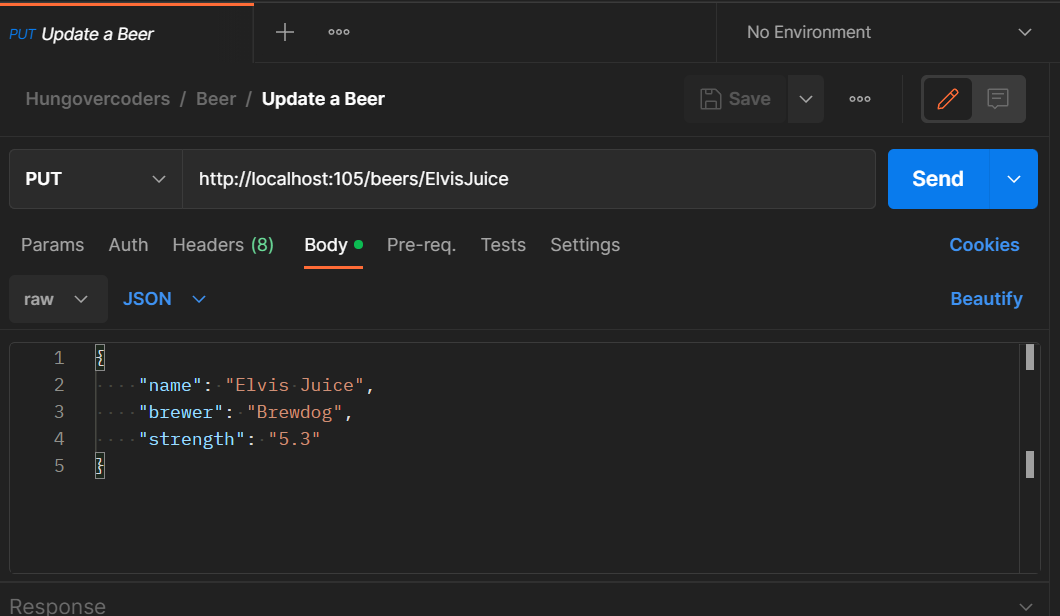 PUT Update a Beer
No Environment
Hungovercoders / Beer / Update a Beer
Save
PUT
http://localhost:105/beers/ElvisJuice
Send
Params Auth Headers (8) Body Pre-req. Tests Settings
Cookies
raw JSON
Beautify
1 {
2 "name": "Elvis Juice",
3 "brewer": "Brewdog",
4 "strength": "5.3"
5 }
Response